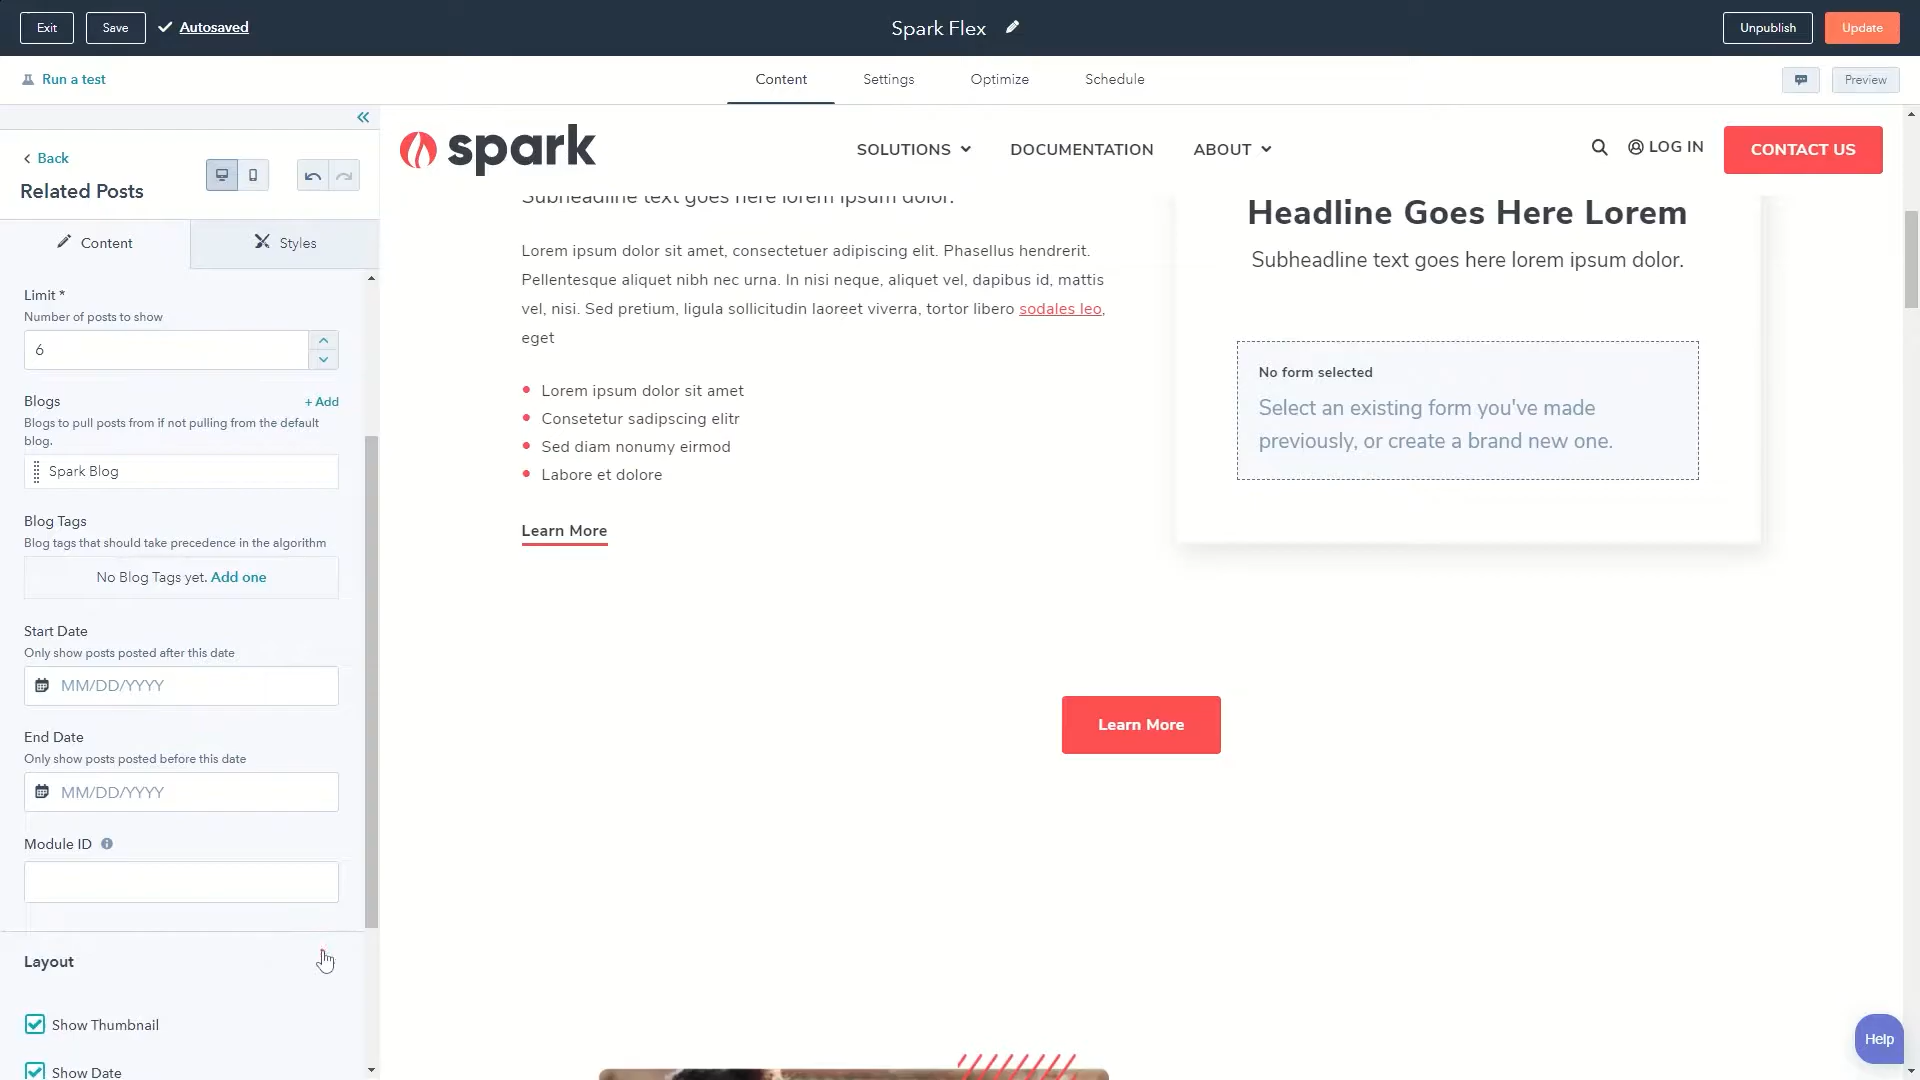 Exit
Save
Autosaved
Spark Flex
Unpublish
Update
Run a test
Content
Settings
Optimize
Schedule
Preview
Back
Related Posts
Content
Styles
Limit *
Number of posts to show
6
Blogs
+ Add
Blogs to pull posts from if not pulling from the default
blog.
Spark Blog
Blog Tags
Blog tags that should take precedence in the algorithm
No Blog Tags yet. Add one
Start Date
Only show posts posted after this date
MM/DD/YYYY
End Date
Only show posts posted before this date
MM/DD/YYYY
Module ID
Layout
Show Thumbnail
Show Date
spark
SOLUTIONS
DOCUMENTATION
ABOUT
LOG IN
CONTACT US
Subheadline text goes here lorem ipsum dolor.
Lorem ipsum dolor sit amet, consectetuer adipiscing elit. Phasellus hendrerit.
Pellentesque aliquet nibh nec urna. In nisi neque, aliquet vel, dapibus id, mattis
vel, nisi. Sed pretium, ligula sollicitudin laoreet viverra, tortor libero sodales leo,
eget
Lorem ipsum dolor sit amet
Consetetur sadipscing elitr
Sed diam nonumy eirmod
Labore et dolore
Learn More
Headline Goes Here Lorem
Subheadline text goes here lorem ipsum dolor.
No form selected
Select an existing form you've made
previously, or create a brand new one.
Learn More
Help